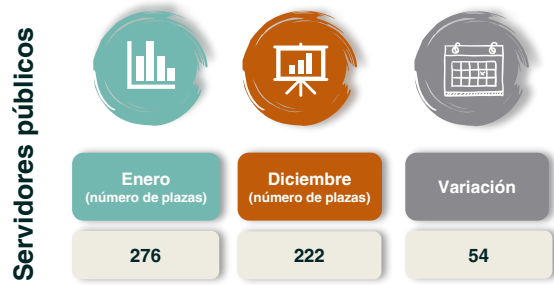 Servidores públicos
Enero
(número de plazas)
Diciembre
(número de plazas)
Variación
276
222
54